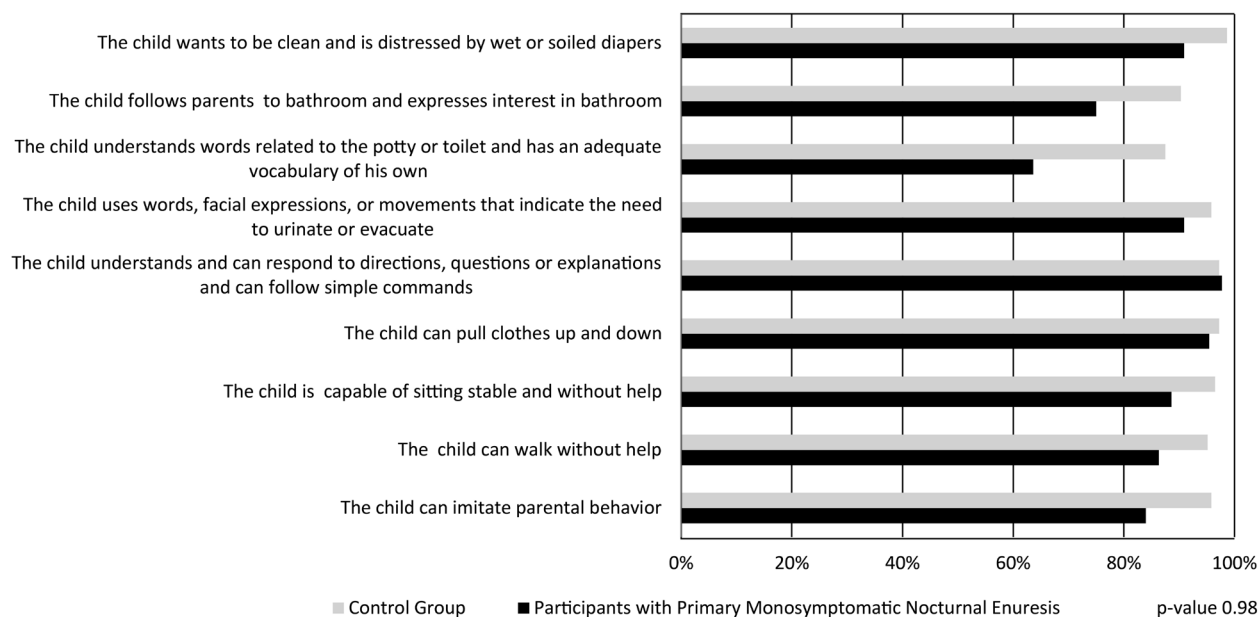 The child wants to be clean and is distressed by wet or soiled diapers
The child follows parents to bathroom and expresses interest in bathroom
The child understands words related to the potty or toilet and has an adequate
vocabulary of his own
The child uses words, facial expressions, or movements that indicate the need
to urinate or evacuate
The child understands and can respond to directions, questions or explanations
and can follow simple commands
The child can pull clothes up and down
The child is capable of sitting stable and without help
The child can walk without help
The child can imitate parental behavior
0% 20% 40% 60% 80% 100%
Control Group Participants with Primary Monosymptomatic Nocturnal Enuresis p-value 0.98